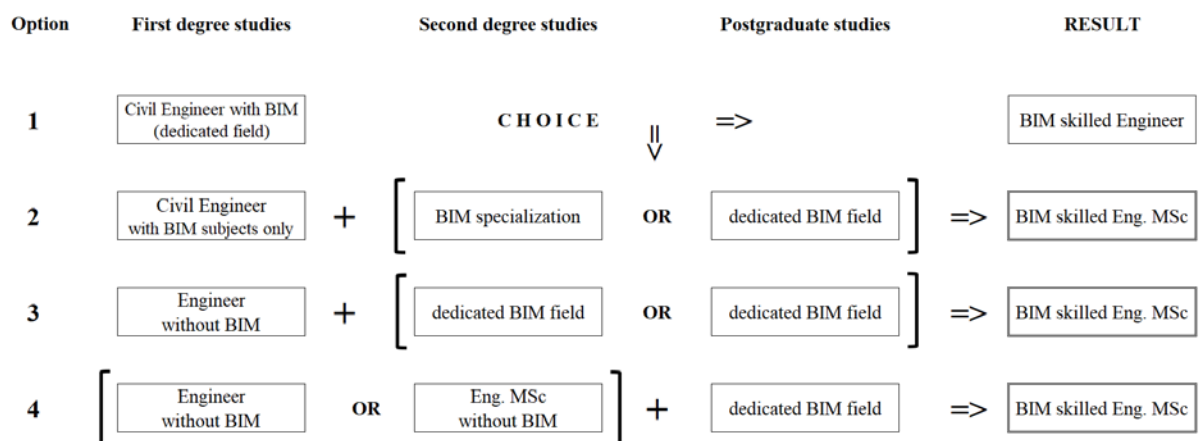 Option First degree studies Second degree studies Postgraduate studies RESULT
1 Civil Engineer with BIM (dedicated field) C H O I C E => BIM skilled Engineer
=>
2 Civil Engineer with BIM subjects only + [ BIM specialization OR dedicated BIM field ] => BIM skilled Eng. MSc
3 Engineer without BIM + [ dedicated BIM field OR dedicated BIM field ] => BIM skilled Eng. MSc
4 [ Engineer without BIM OR Eng. MSc without BIM ] + dedicated BIM field => BIM skilled Eng. MSc